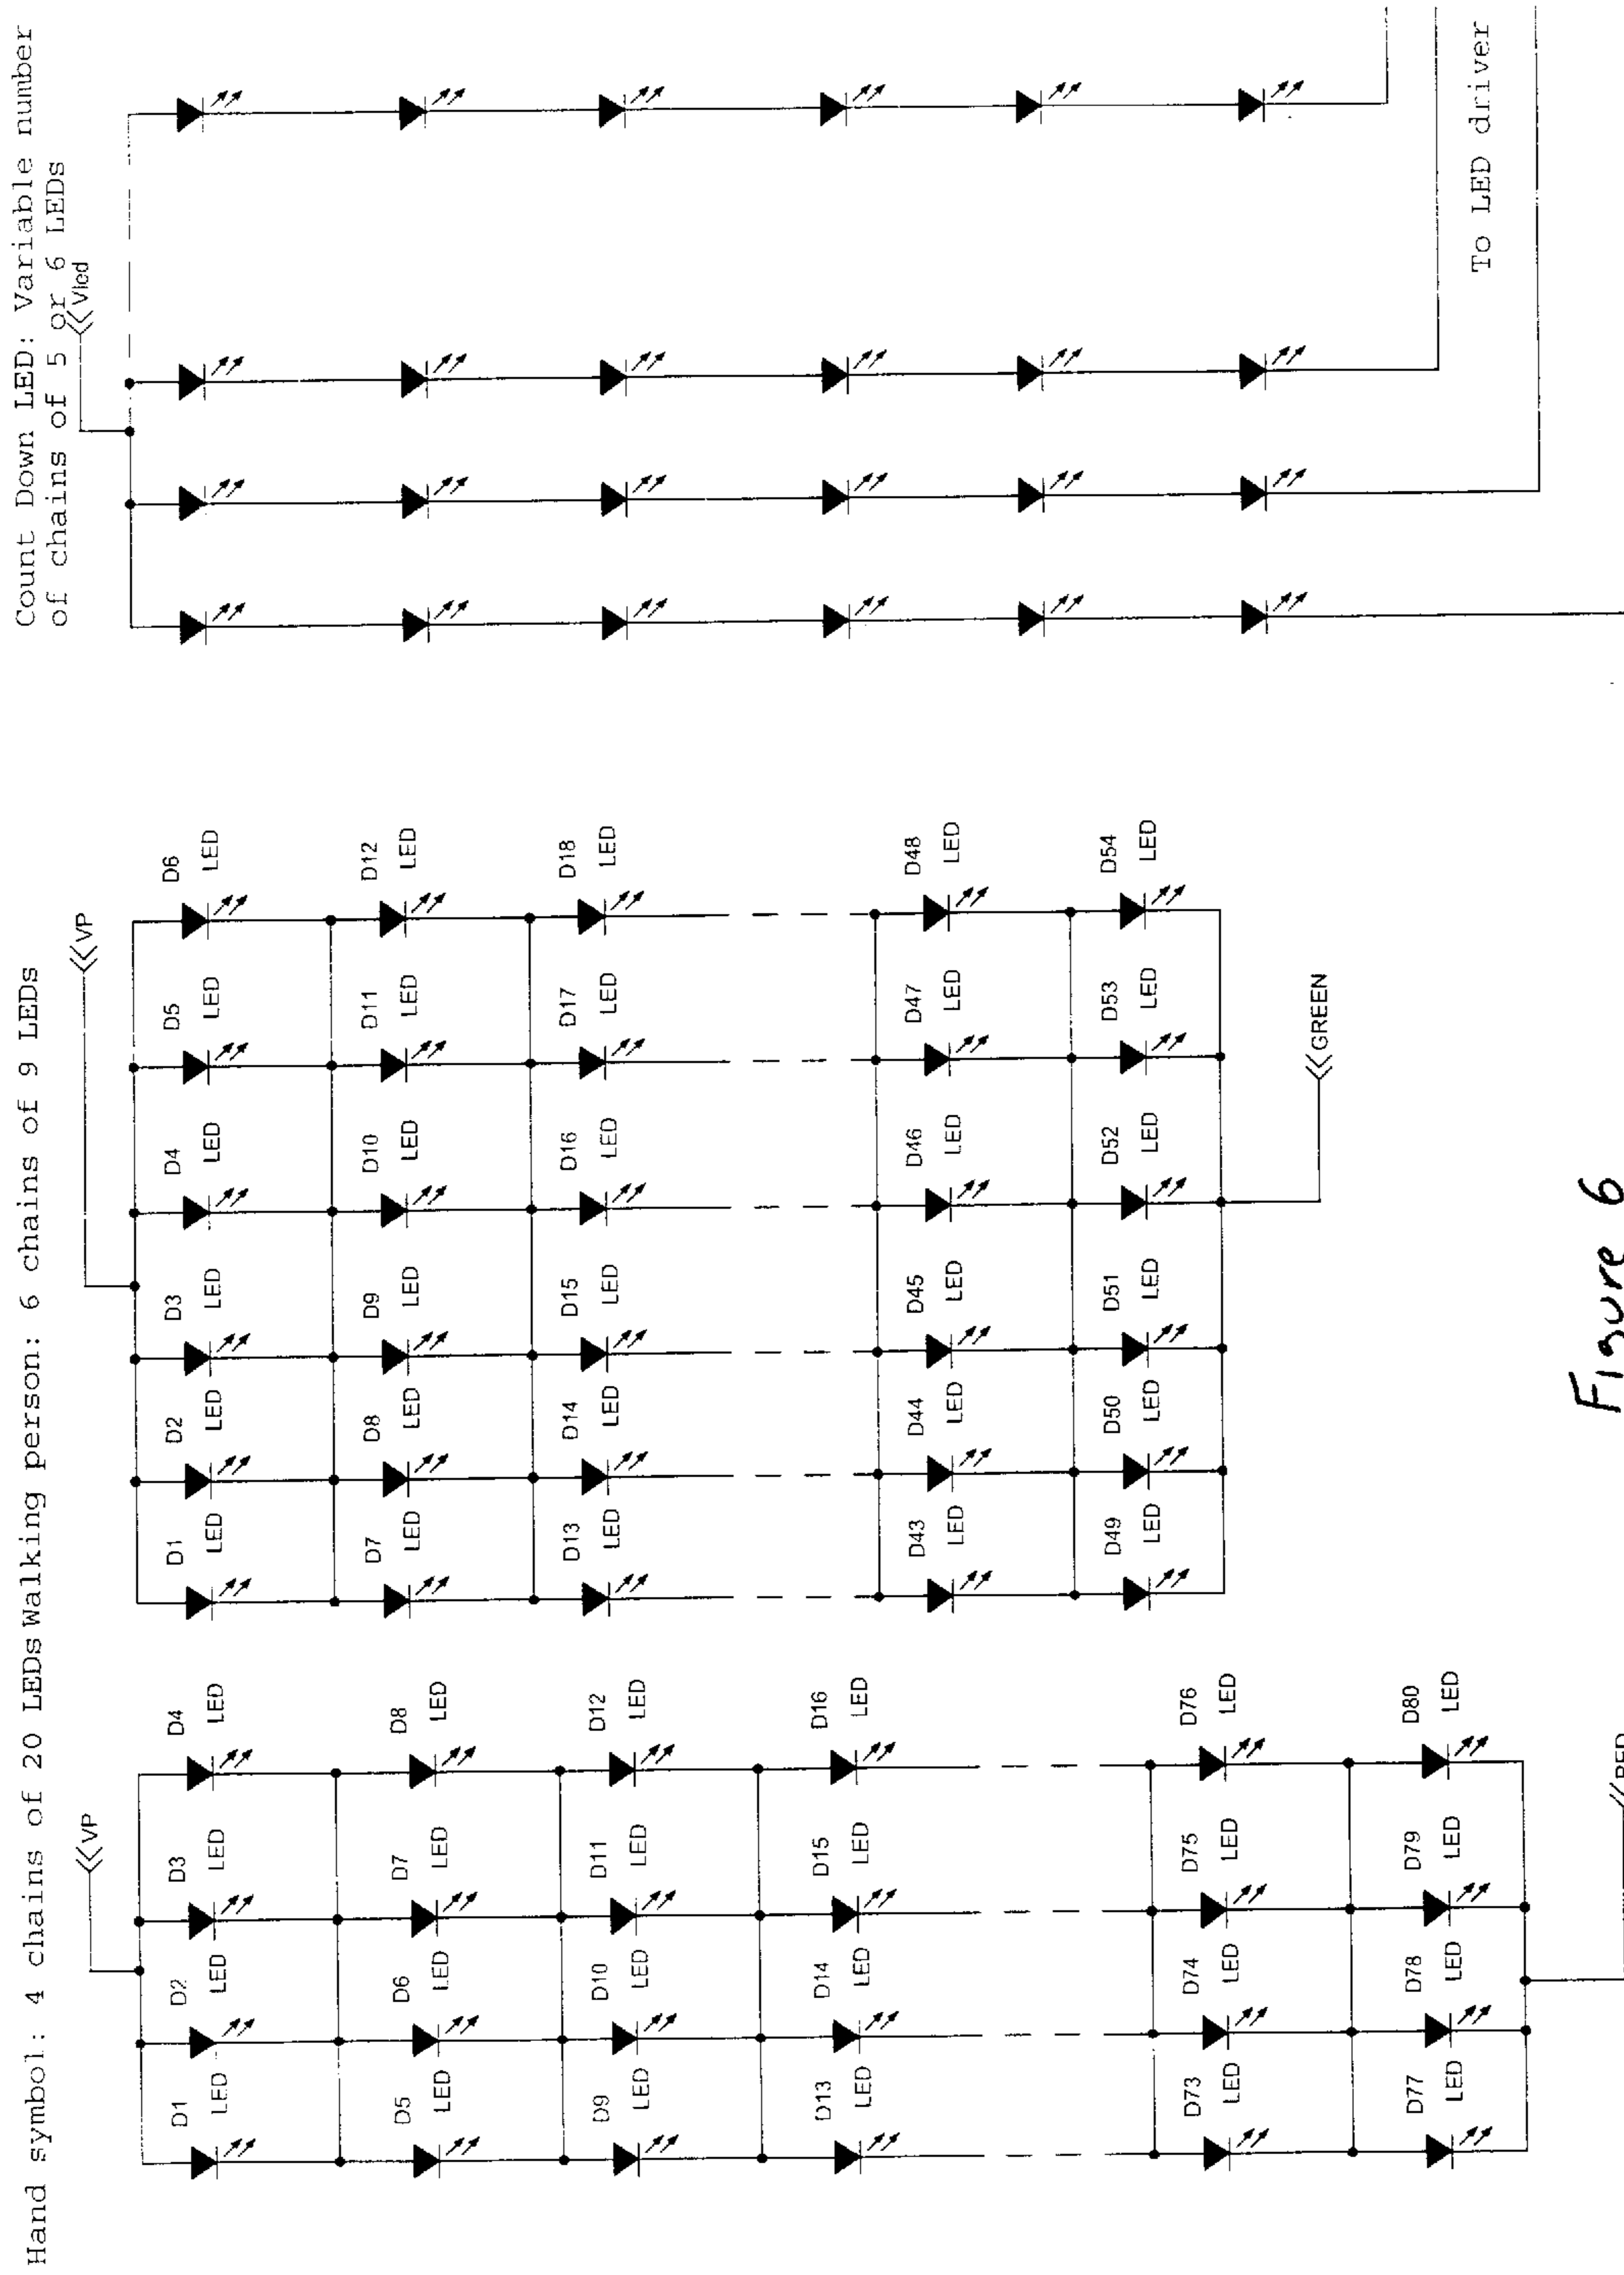 Hand symbol: 4 chains of 20 LEDs
VP
D1 D2 D3 D4
LED LED LED LED
D5 D6 D7 D8
LED LED LED LED
D9 D10 D11 D12
LED LED LED LED
D13 D14 D15 D16
LED LED LED LED
D73 D74 D75 D76
LED LED LED LED
D77 D78 D79 D80
LED LED LED LED
RED
Walking person: 6 chains of 9 LEDs
VP
D1 D2 D3 D4 D5 D6
LED LED LED LED LED LED
D7 D8 D9 D10 D11 D12
LED LED LED LED LED LED
D13 D14 D15 D16 D17 D18
LED LED LED LED LED LED
D43 D44 D45 D46 D47 D48
LED LED LED LED LED LED
D49 D50 D51 D52 D53 D54
LED LED LED LED LED LED
GREEN
Count Down LED: Variable number
of chains of 5 or 6 LEDs
Vled
To LED driver
Figure 6